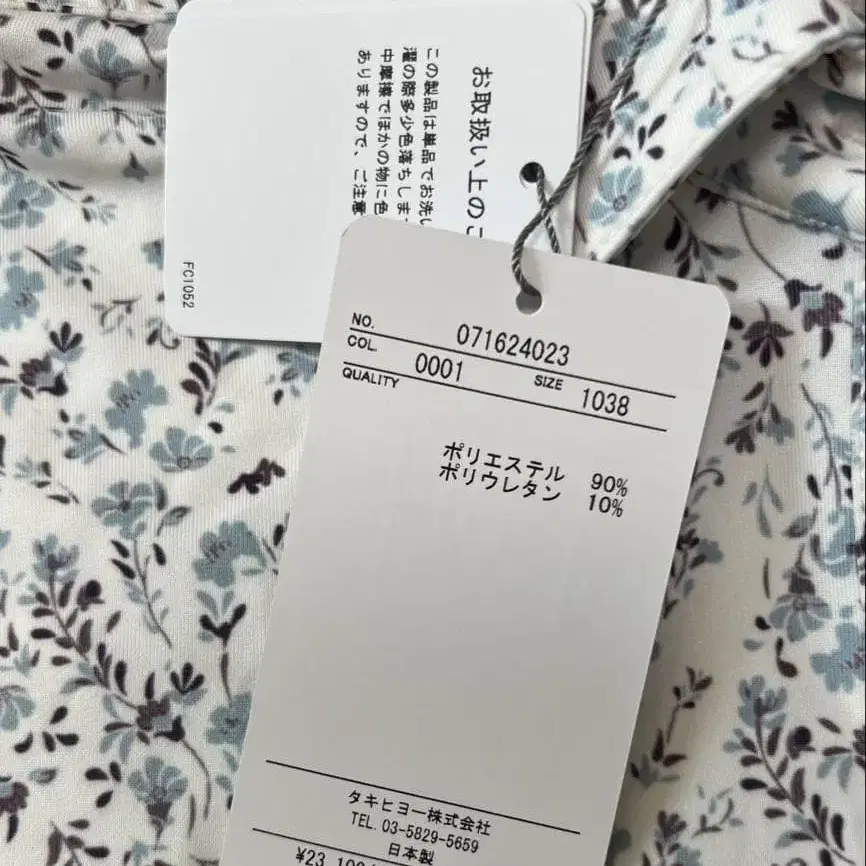 お取扱い上のご
この製品は単品でお洗い
濯の際多少色落ちしま
中摩擦でほかの物に色
ありますので、ご注意
FC1052
NO. 071624023
COL. 0001 SIZE 1038
QUALITY
ポリエステル 90%
ポリウレタン 10%
タキヒヨー株式会社
TEL. 03-5829-5659
日本製
¥23,100